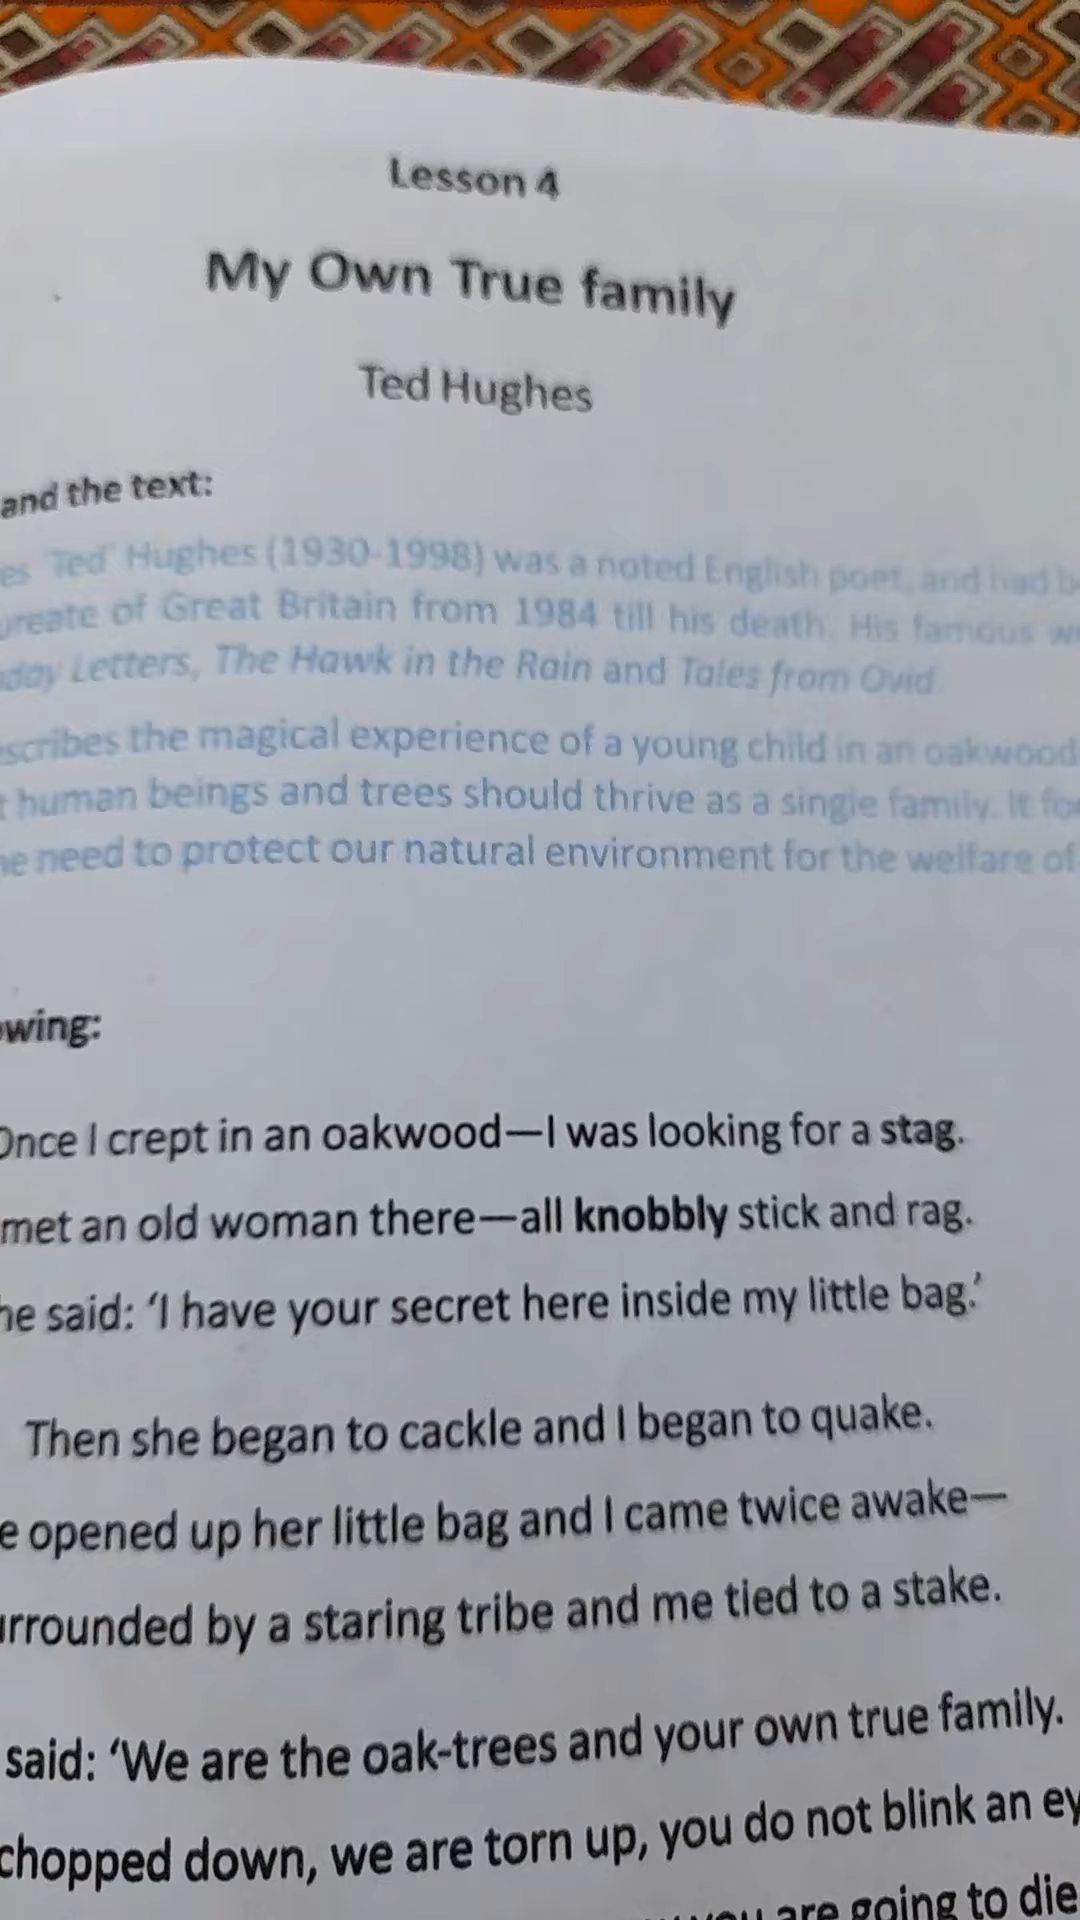 Lesson 4
My Own True family
Ted Hughes
and the text:
es 'Ted' Hughes (1930-1998) was a noted English poet, and had b
ureate of Great Britain from 1984 till his death. His famous w
day Letters, The Hawk in the Rain and Tales from Ovid.
scribes the magical experience of a young child in an oakwood
t human beings and trees should thrive as a single family. It fo
he need to protect our natural environment for the welfare of
owing:
Once I crept in an oakwood—I was looking for a stag.
met an old woman there—all knobbly stick and rag.
he said: 'I have your secret here inside my little bag.'
Then she began to cackle and I began to quake.
e opened up her little bag and I came twice awake—
urrounded by a staring tribe and me tied to a stake.
said: 'We are the oak-trees and your own true family.
chopped down, we are torn up, you do not blink an ey
you are going to die